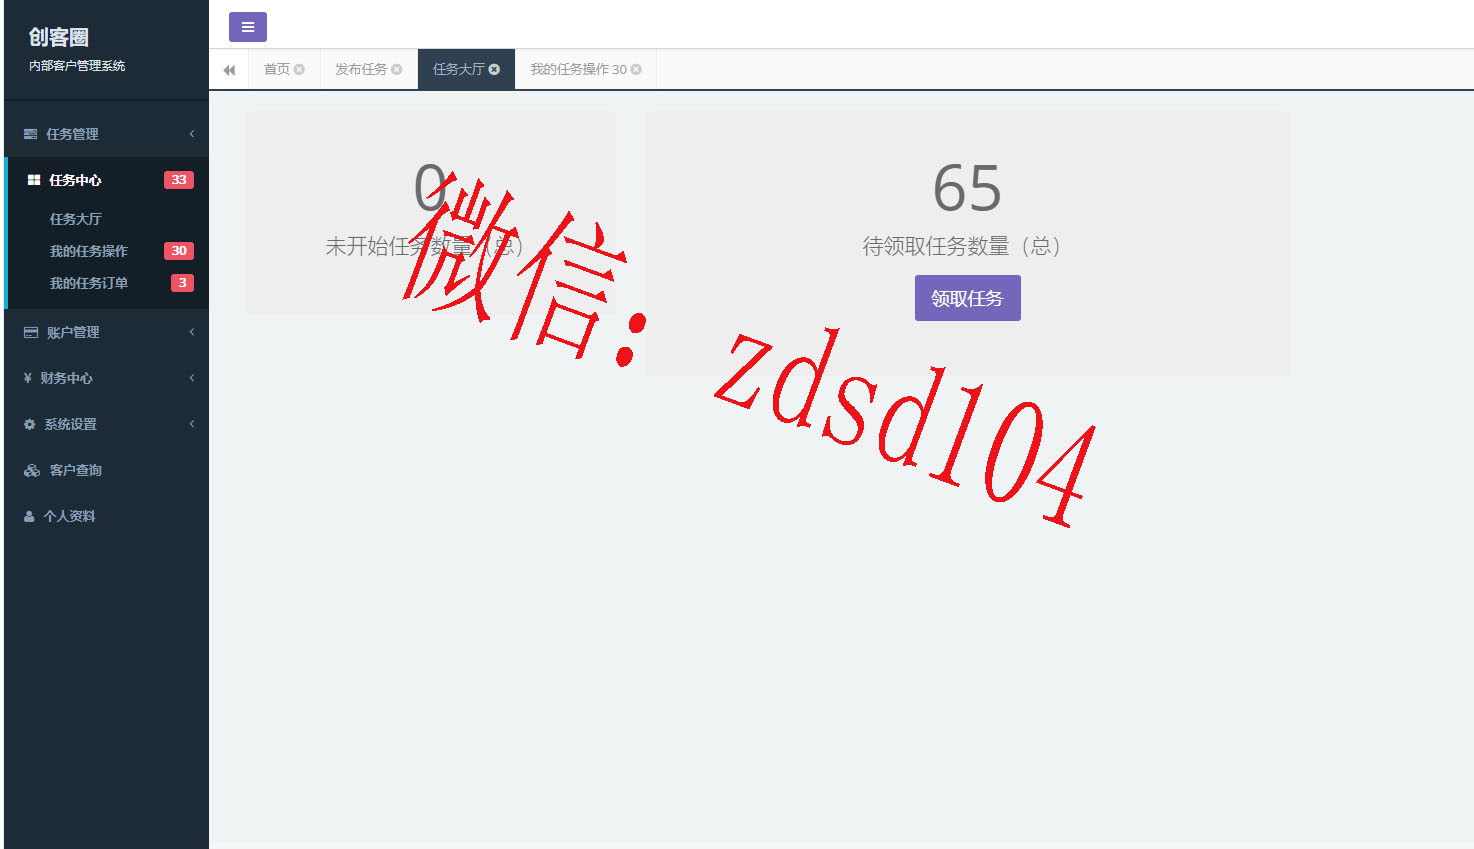 创客圈
内部客户管理系统
任务管理
任务中心 33
任务大厅
我的任务操作 30
我的任务订单 3
账户管理
¥ 财务中心
系统设置
客户查询
个人资料
首页 发布任务 任务大厅 我的任务操作 30
0
未开始任务数量（总）
65
待领取任务数量（总）
领取任务
微信: zdsd104